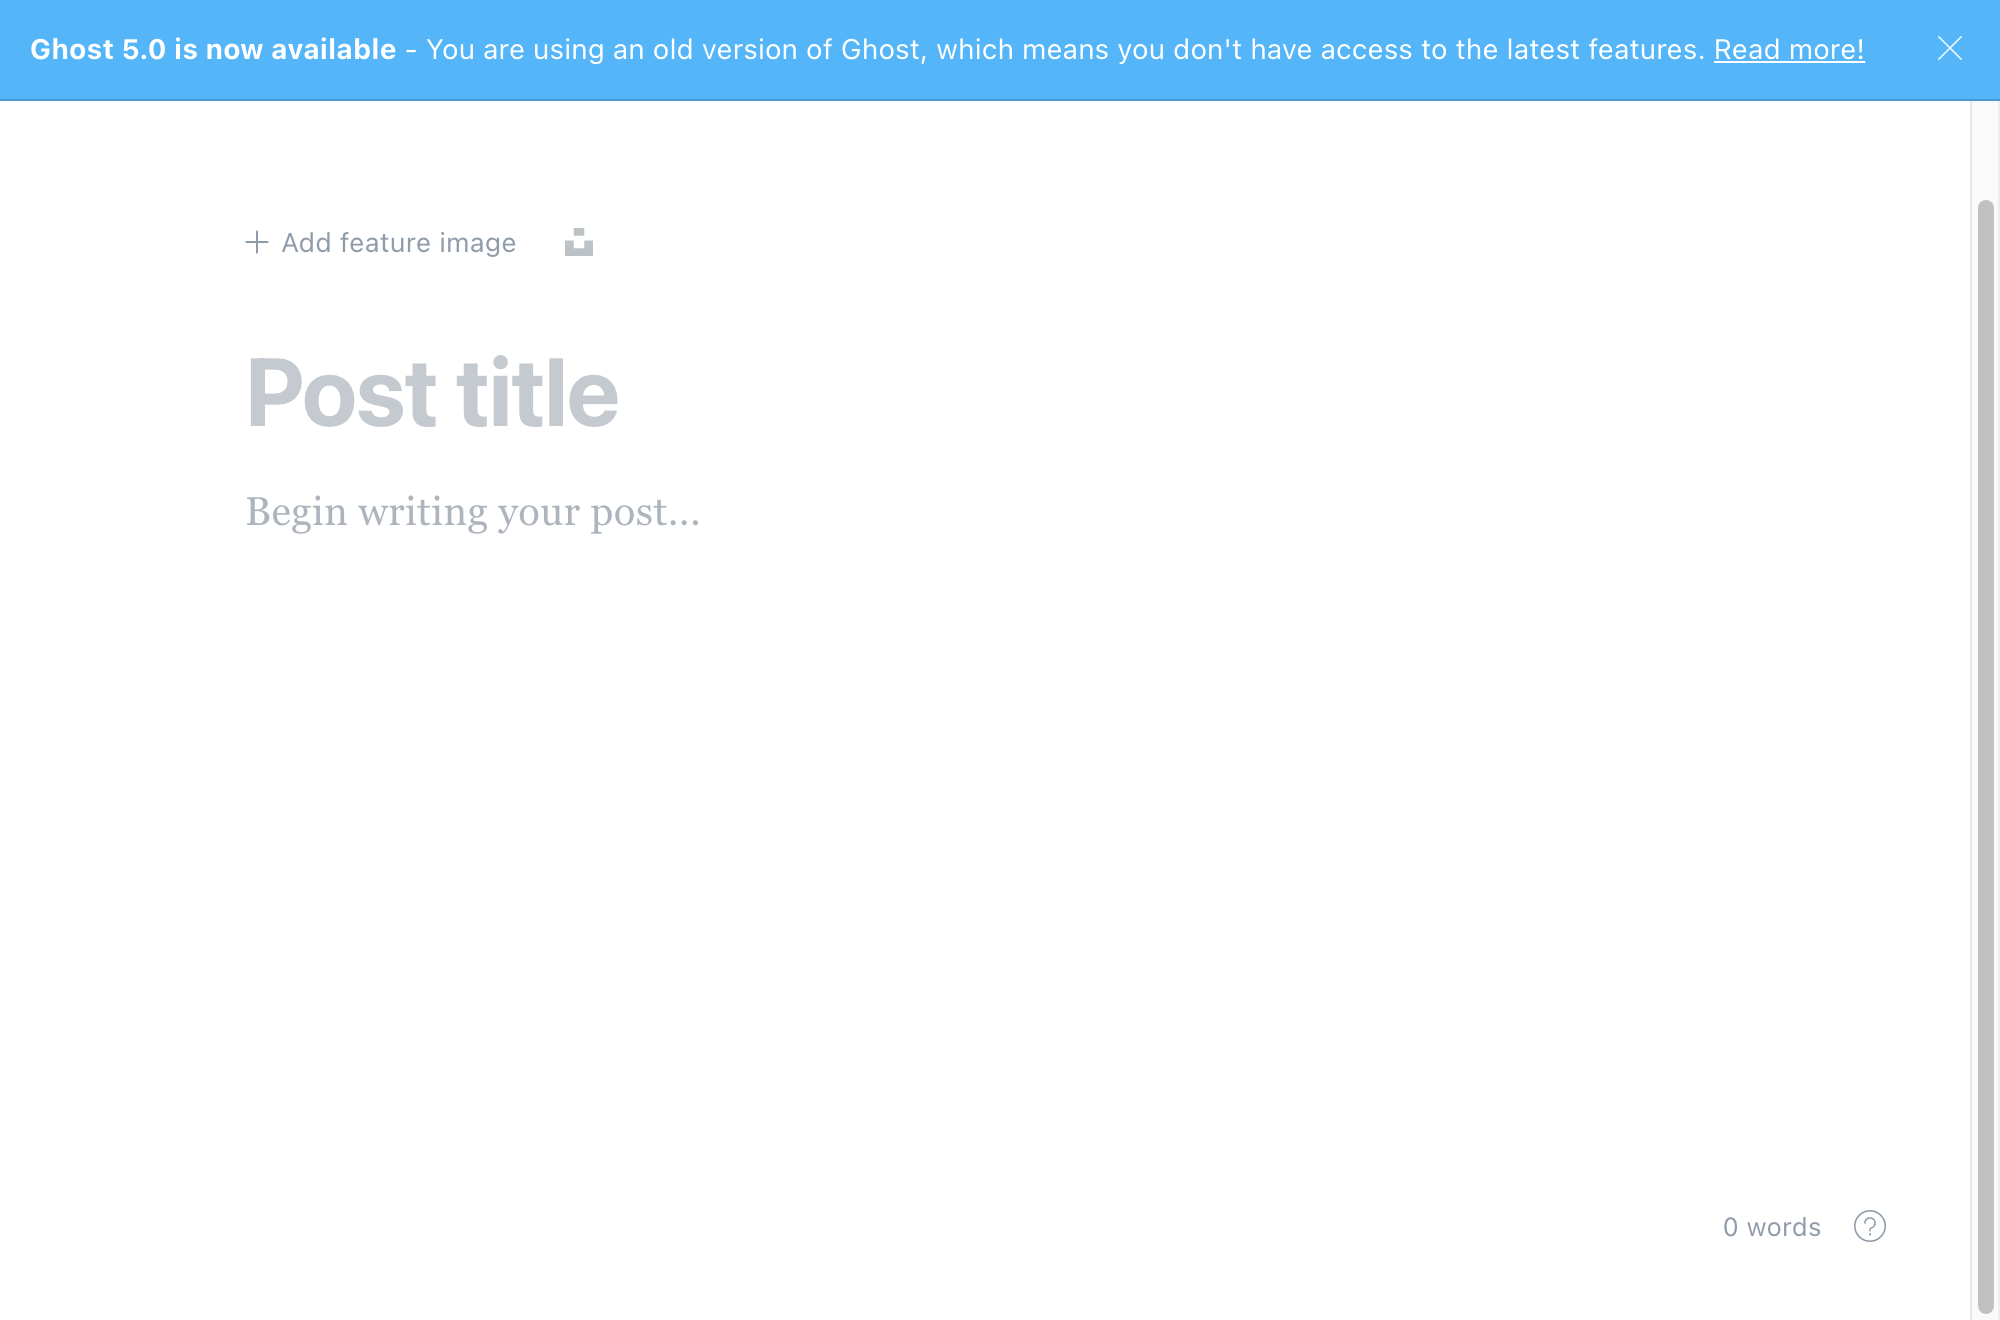 Ghost 5.0 is now available - You are using an old version of Ghost, which means you don't have access to the latest features. Read more!
Add feature image
Post title
Begin writing your post...
0 words
?